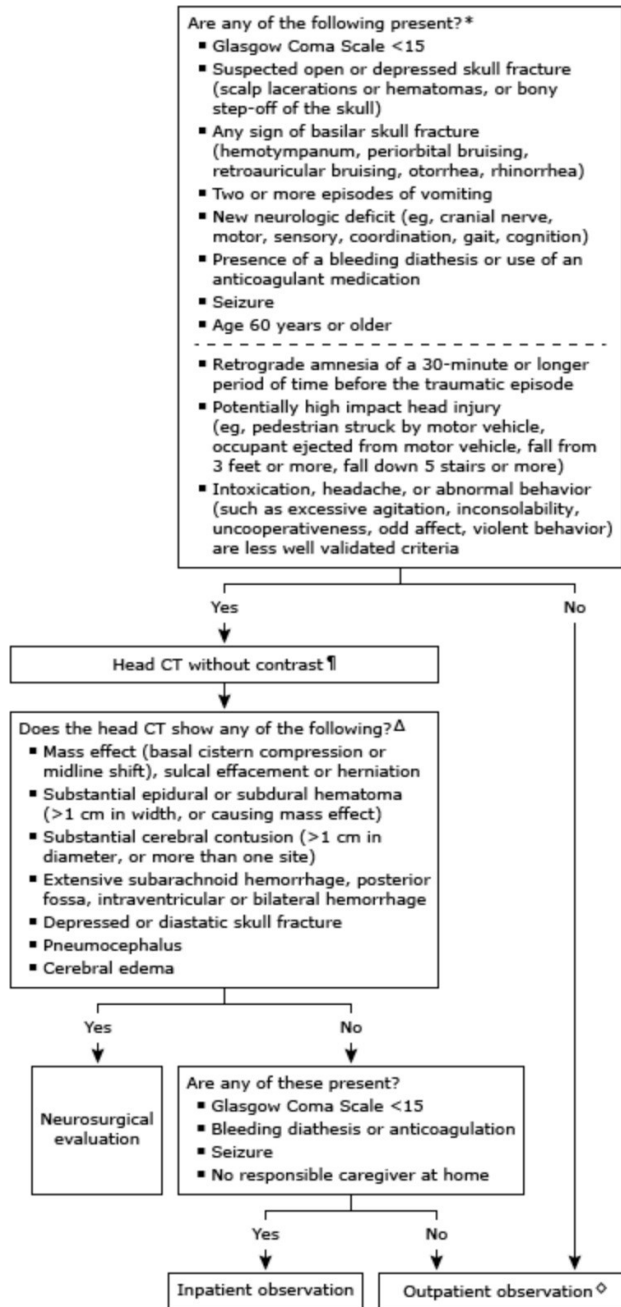 Are any of the following present?*
▪ Glasgow Coma Scale <15
▪ Suspected open or depressed skull fracture
(scalp lacerations or hematomas, or bony
step-off of the skull)
▪ Any sign of basilar skull fracture
(hemotympanum, periorbital bruising,
retroauricular bruising, otorrhea, rhinorrhea)
▪ Two or more episodes of vomiting
▪ New neurologic deficit (eg, cranial nerve,
motor, sensory, coordination, gait, cognition)
▪ Presence of a bleeding diathesis or use of an
anticoagulant medication
▪ Seizure
▪ Age 60 years or older
▪ Retrograde amnesia of a 30-minute or longer
period of time before the traumatic episode
▪ Potentially high impact head injury
(eg, pedestrian struck by motor vehicle,
occupant ejected from motor vehicle, fall from
3 feet or more, fall down 5 stairs or more)
▪ Intoxication, headache, or abnormal behavior
(such as excessive agitation, inconsolability,
uncooperativeness, odd affect, violent behavior)
are less well validated criteria
Yes
No
Head CT without contrast¶
Does the head CT show any of the following?Δ
▪ Mass effect (basal cistern compression or
midline shift), sulcal effacement or herniation
▪ Substantial epidural or subdural hematoma
(>1 cm in width, or causing mass effect)
▪ Substantial cerebral contusion (>1 cm in
diameter, or more than one site)
▪ Extensive subarachnoid hemorrhage, posterior
fossa, intraventricular or bilateral hemorrhage
▪ Depressed or diastatic skull fracture
▪ Pneumocephalus
▪ Cerebral edema
Yes
No
Neurosurgical
evaluation
Are any of these present?
▪ Glasgow Coma Scale <15
▪ Bleeding diathesis or anticoagulation
▪ Seizure
▪ No responsible caregiver at home
Yes
No
Inpatient observation
Outpatient observation◇